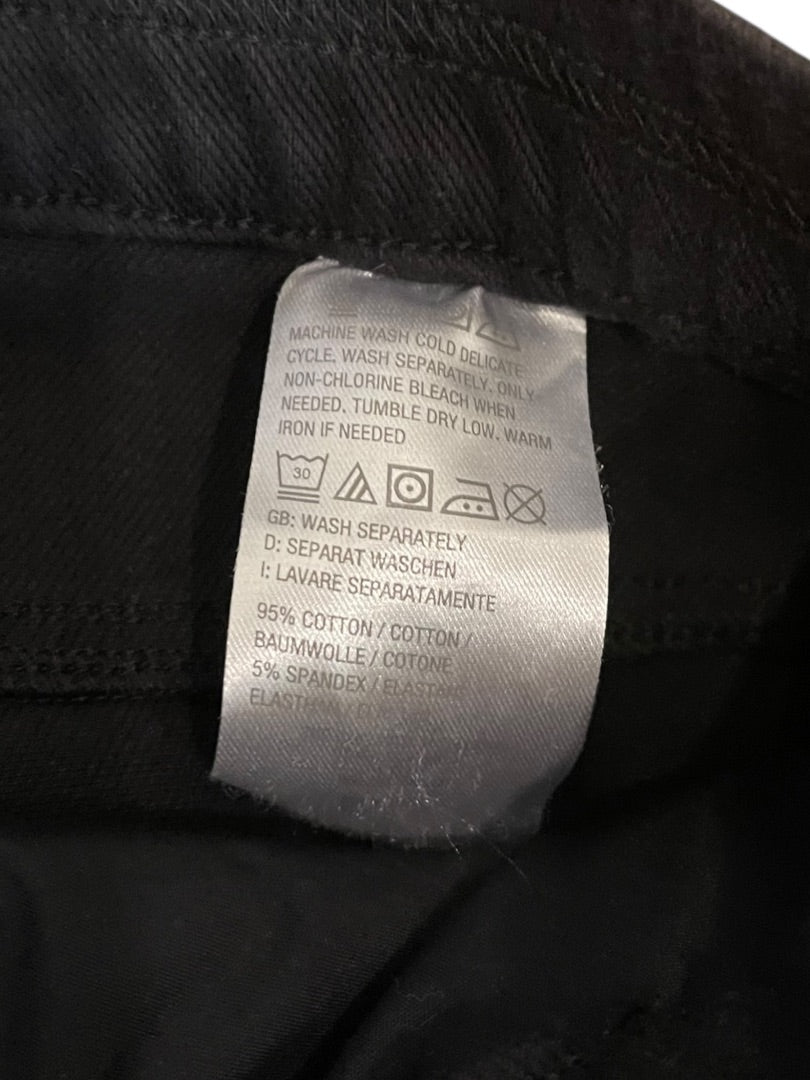 MACHINE WASH COLD DELICATE
CYCLE. WASH SEPARATELY. ONLY
NON-CHLORINE BLEACH WHEN
NEEDED. TUMBLE DRY LOW. WARM
IRON IF NEEDED
30
GB: WASH SEPARATELY
D: SEPARAT WASCHEN
I: LAVARE SEPARATAMENTE
95% COTTON / COTTON /
BAUMWOLLE / COTONE
5% SPANDEX / ELASTANE